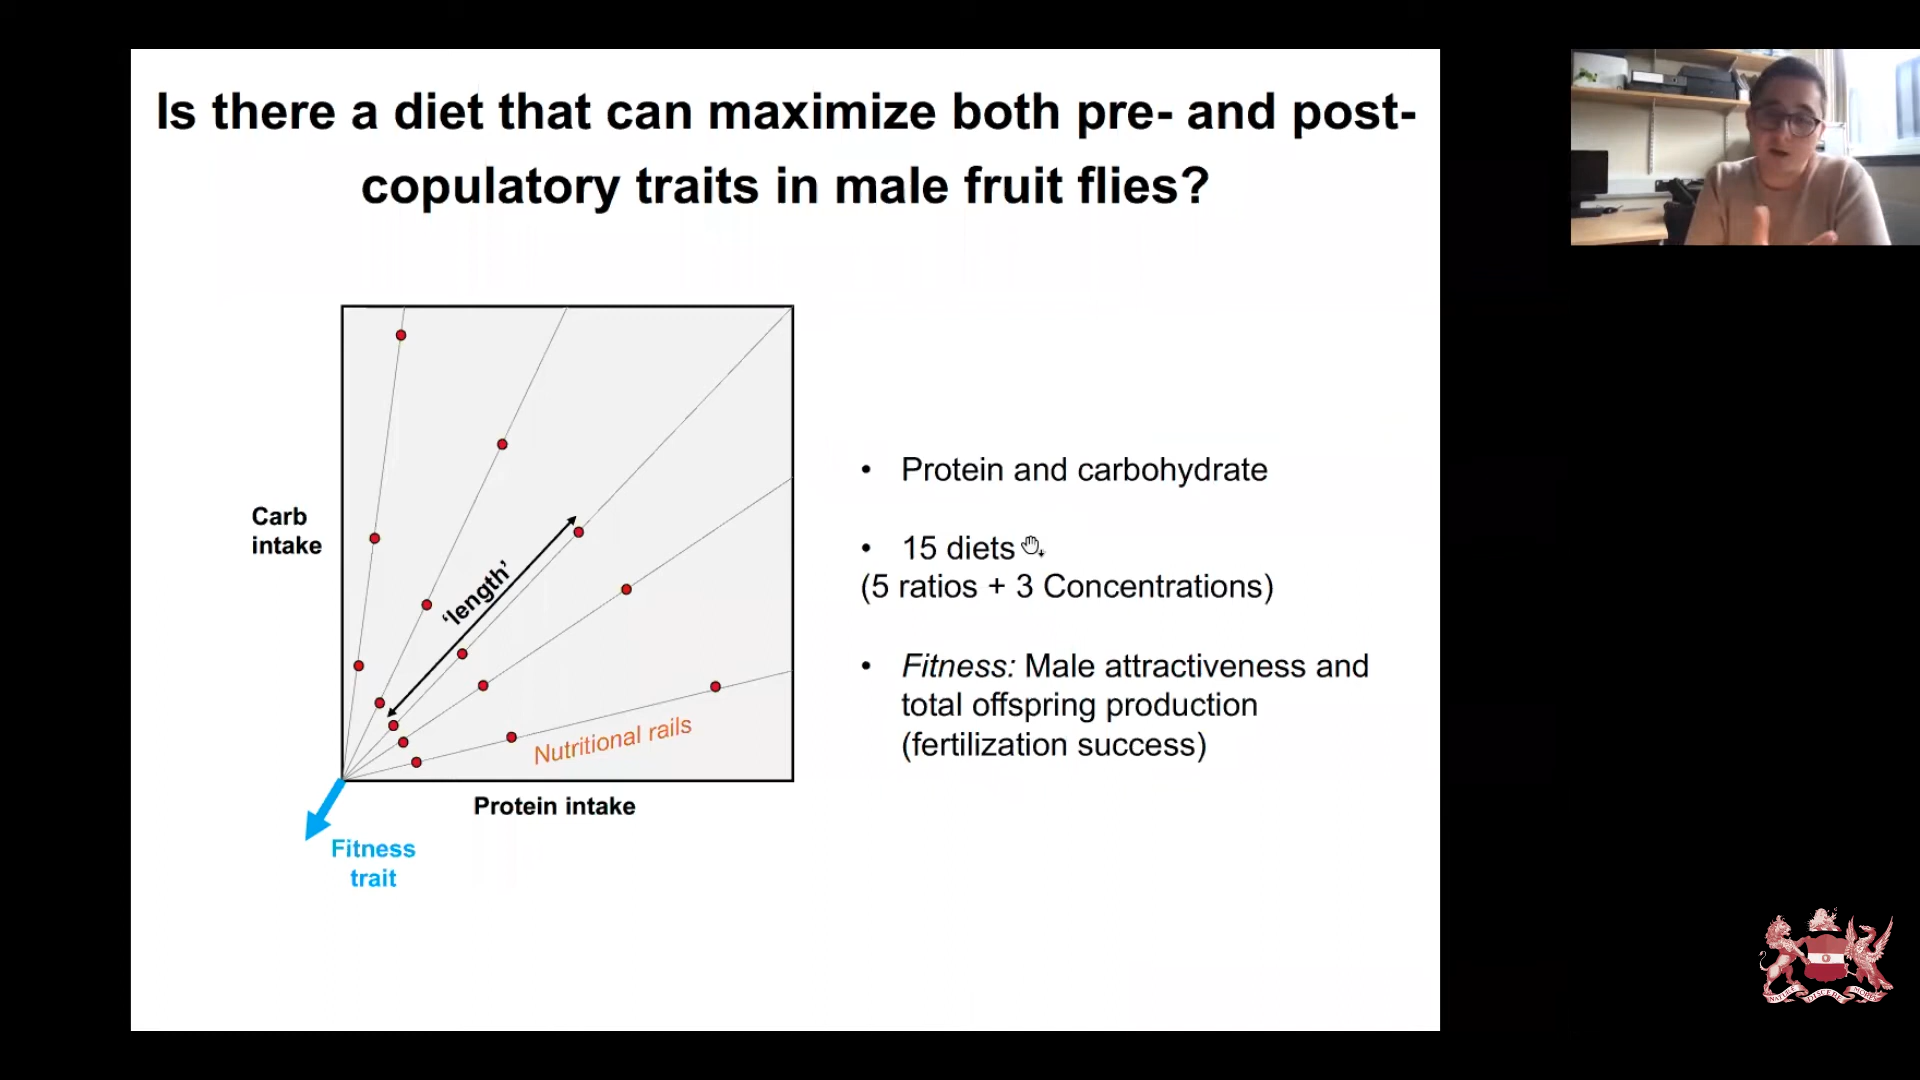 Is there a diet that can maximize both pre- and post-
copulatory traits in male fruit flies?
Carb
intake
'length'
Nutritional rails
Protein intake
Fitness
trait
• Protein and carbohydrate
• 15 diets
(5 ratios + 3 Concentrations)
• Fitness: Male attractiveness and
total offspring production
(fertilization success)